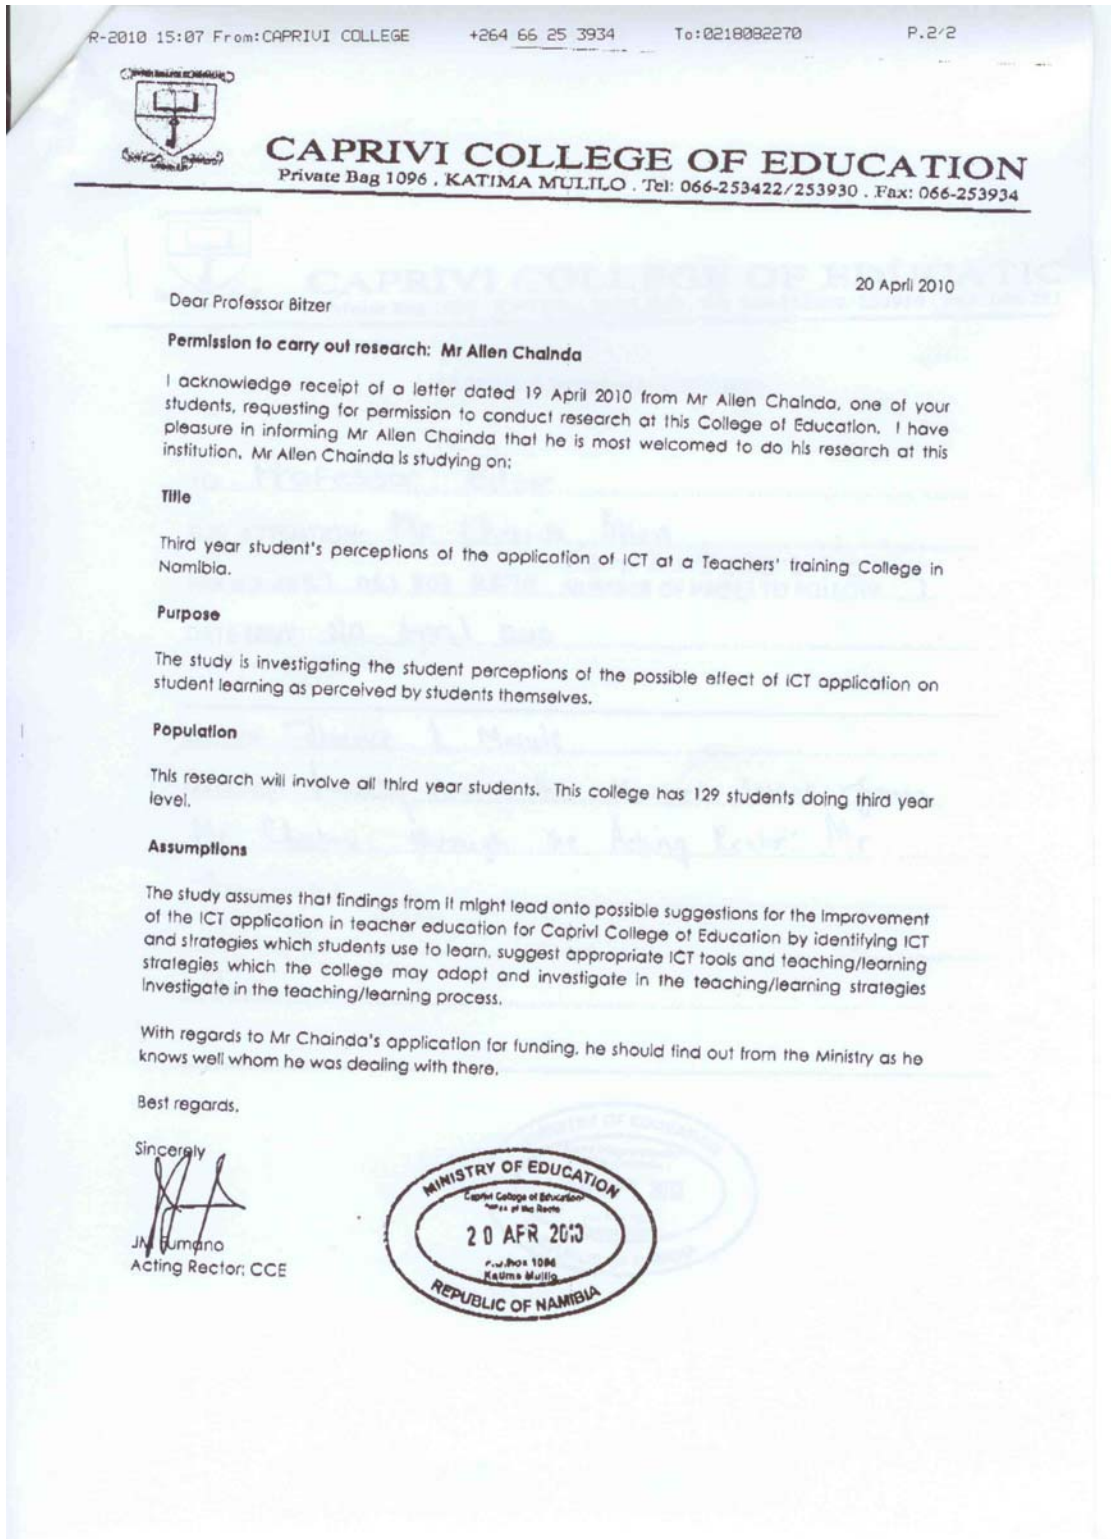 R-2010 15:07 From:CAPRIVI COLLEGE +264 66 25 3934 To:0218082270 P.2/2
CAPRIVI COLLEGE OF EDUCATION
Private Bag 1096 . KATIMA MULILO . Tel: 066-253422/253930 . Fax: 066-253934
20 April 2010
Dear Professor Bitzer
Permission to carry out research: Mr Allen Chainda
I acknowledge receipt of a letter dated 19 April 2010 from Mr Allen Chainda, one of your
students, requesting for permission to conduct research at this College of Education. I have
pleasure in informing Mr Allen Chainda that he is most welcomed to do his research at this
institution. Mr Allen Chainda is studying on:
Title
Third year student's perceptions of the application of ICT at a Teachers' training College in
Namibia.
Purpose
The study is investigating the student perceptions of the possible effect of ICT application on
student learning as perceived by students themselves.
Population
This research will involve all third year students. This college has 129 students doing third year
level.
Assumptions
The study assumes that findings from it might lead onto possible suggestions for the improvement
of the ICT application in teacher education for Caprivi College of Education by identifying ICT
and strategies which students use to learn, suggest appropriate ICT tools and teaching/learning
strategies which the college may adopt and investigate in the teaching/learning strategies
investigate in the teaching/learning process.
With regards to Mr Chainda's application for funding, he should find out from the Ministry as he
knows well whom he was dealing with there.
Best regards,
Sincerely
Acting Rector: CCE
MINISTRY OF EDUCATION
Caprivi College of Education
of the
20 APR 2010
Box 1096
Katima Mulilo
REPUBLIC OF NAMIBIA